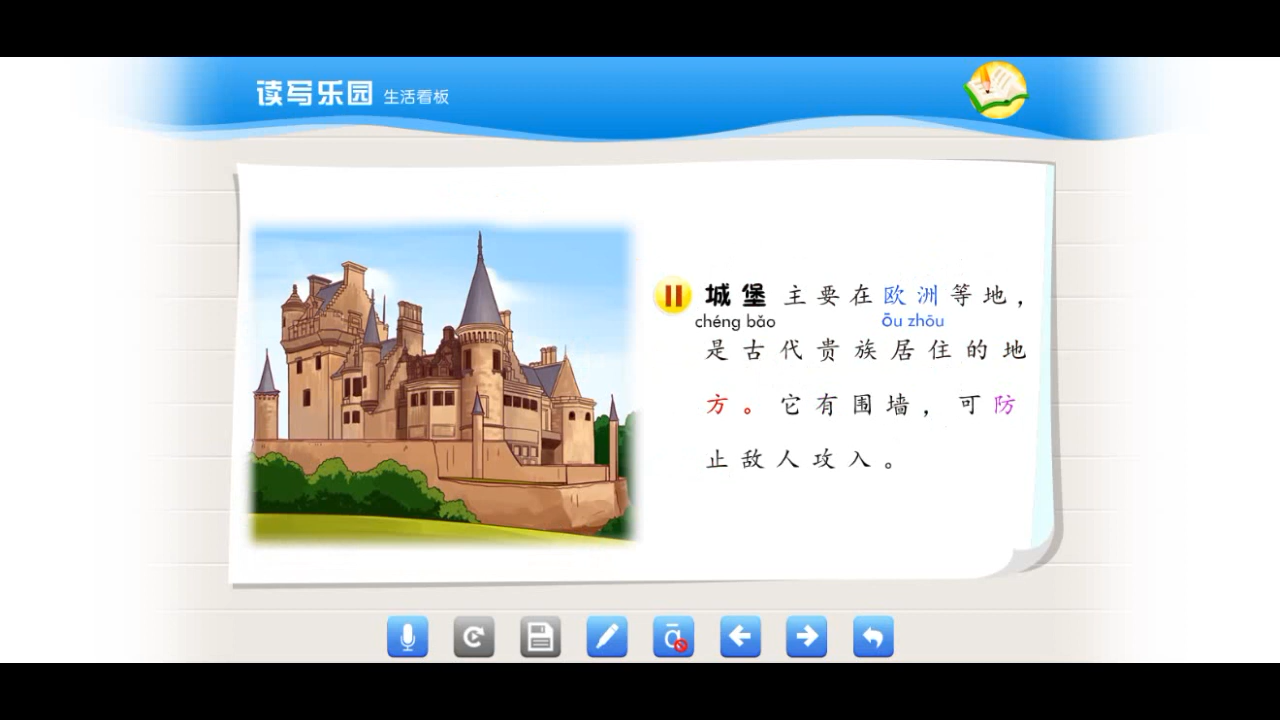 读写乐园 生活看板
城堡 主要在欧洲等地，
chéng bǎo ōu zhōu
是古代贵族居住的地
方。它有围墙，可防
止敌人攻入。
ā